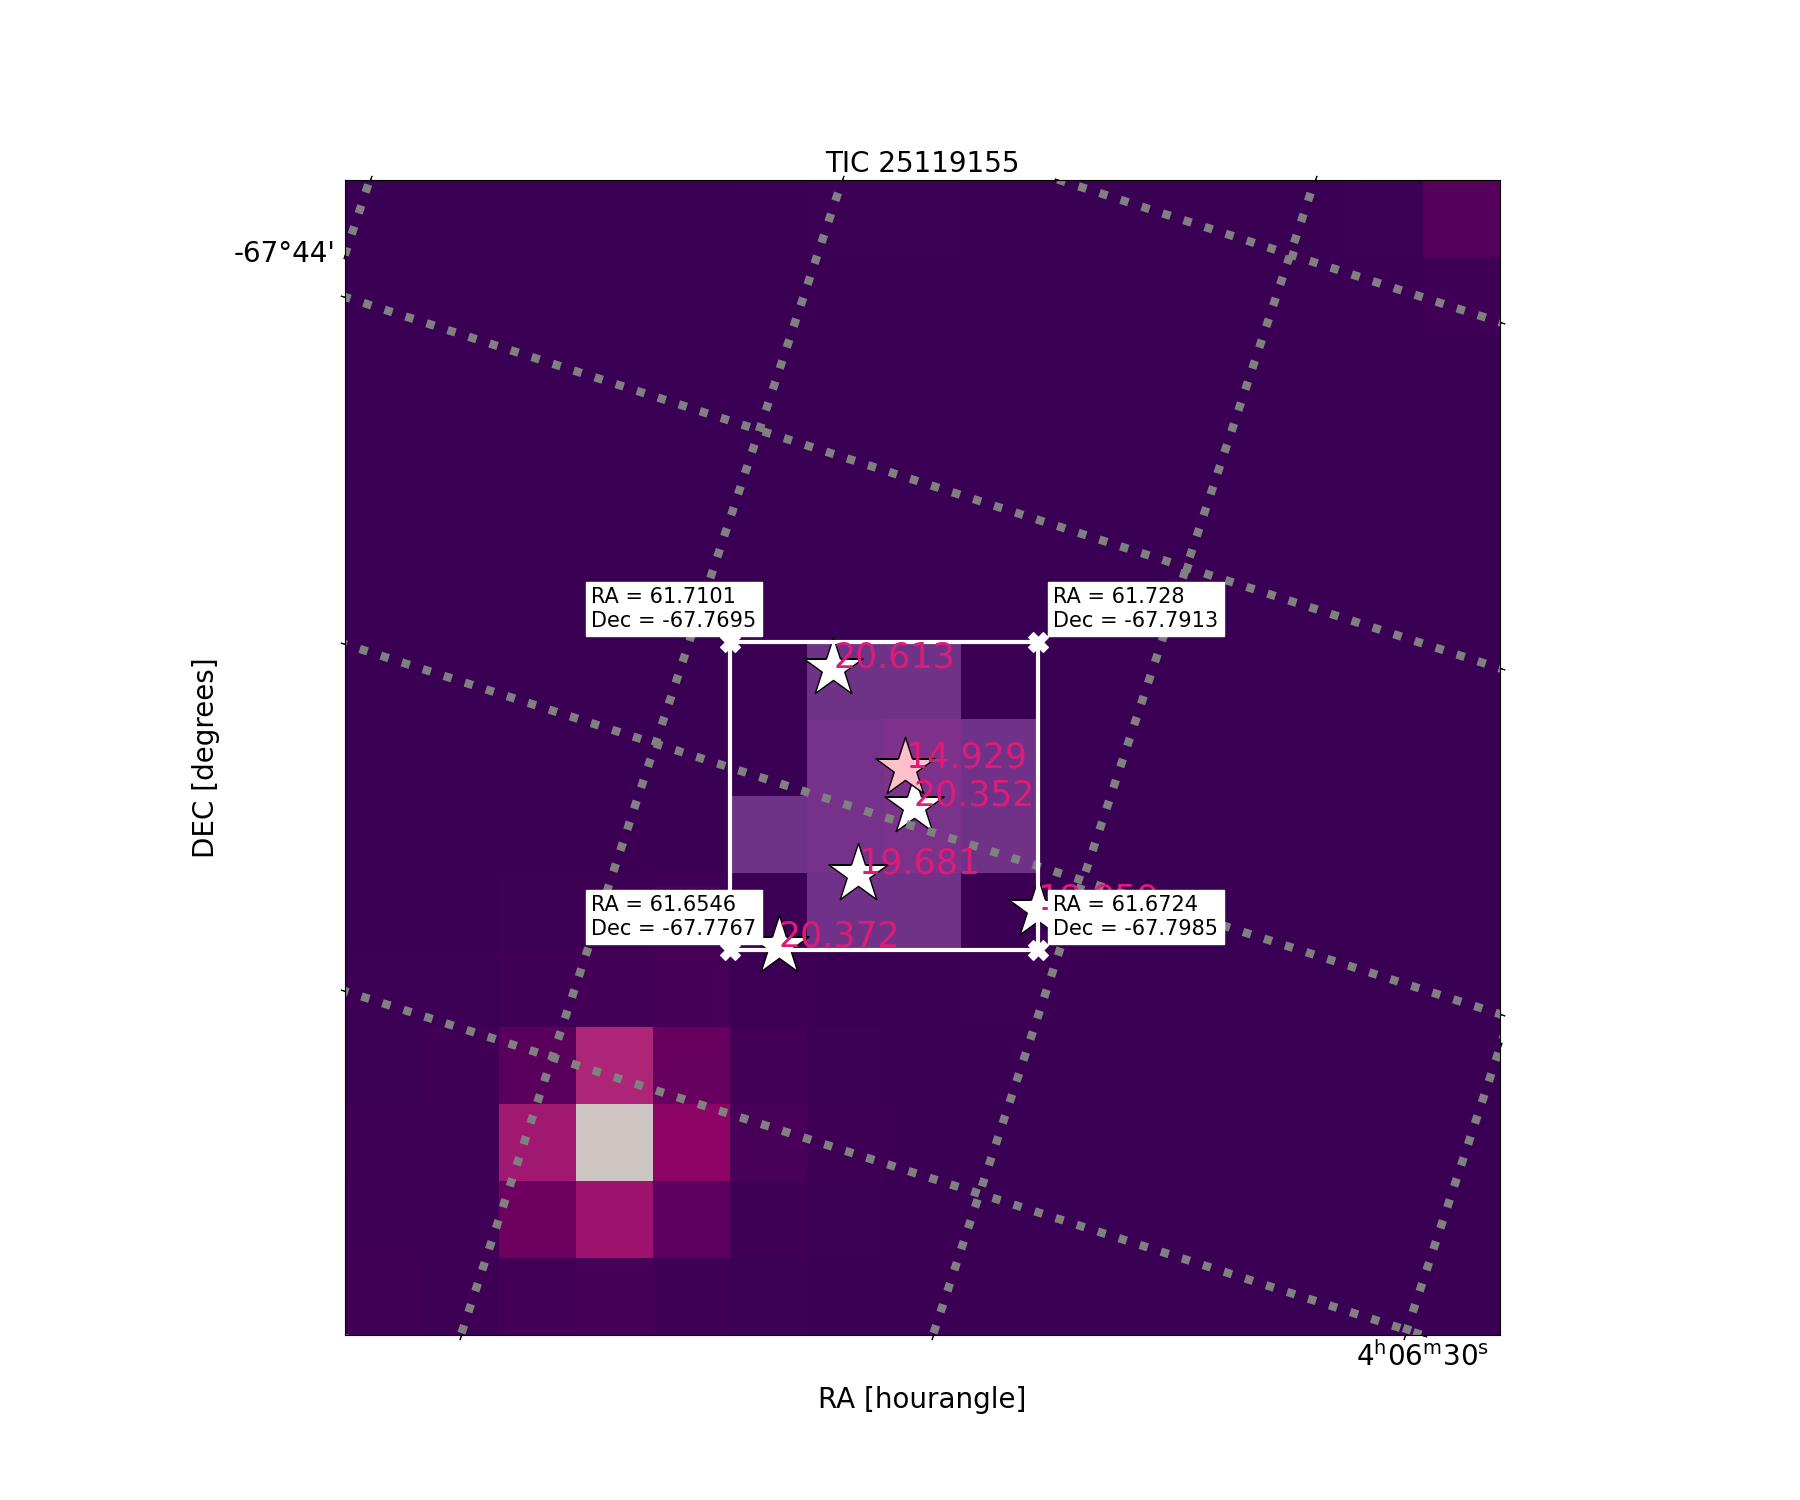 TIC 25119155
-67°44'
RA = 61.7101
Dec = -67.7695
RA = 61.728
Dec = -67.7913
20.613
14.929
20.352
19.681
RA = 61.6546
Dec = -67.7767
RA = 61.6724
Dec = -67.7985
20.372
DEC [degrees]
4h06m30s
RA [hourangle]